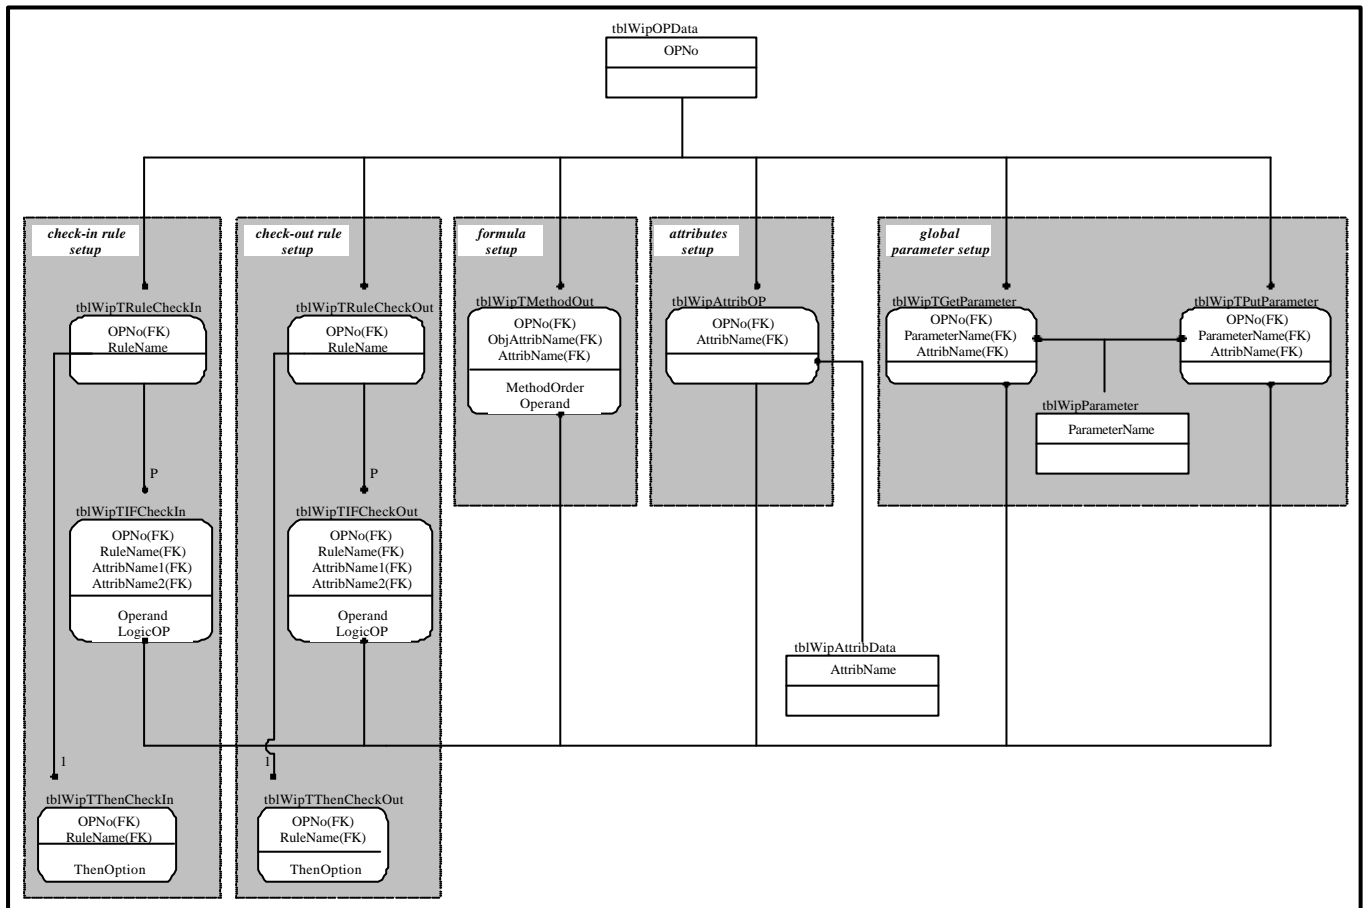 tblWipOPData
OPNo
check-in rule
setup
tblWipTRuleCheckIn
OPNo(FK)
RuleName
P
tblWipTIFCheckIn
OPNo(FK)
RuleName(FK)
AttribName1(FK)
AttribName2(FK)
Operand
LogicOP
1
tblWipTThenCheckIn
OPNo(FK)
RuleName(FK)
ThenOption
check-out rule
setup
tblWipTRuleCheckOut
OPNo(FK)
RuleName
P
tblWipTIFCheckOut
OPNo(FK)
RuleName(FK)
AttribName1(FK)
AttribName2(FK)
Operand
LogicOP
1
tblWipTThenCheckOut
OPNo(FK)
RuleName(FK)
ThenOption
formula
setup
tblWipTMethodOut
OPNo(FK)
ObjAttribName(FK)
AttribName(FK)
MethodOrder
Operand
attributes
setup
tblWipAttribOP
OPNo(FK)
AttribName(FK)
tblWipAttribData
AttribName
global
parameter setup
tblWipTGetParameter
OPNo(FK)
ParameterName(FK)
AttribName(FK)
tblWipTPutParameter
OPNo(FK)
ParameterName(FK)
AttribName(FK)
tblWipParameter
ParameterName